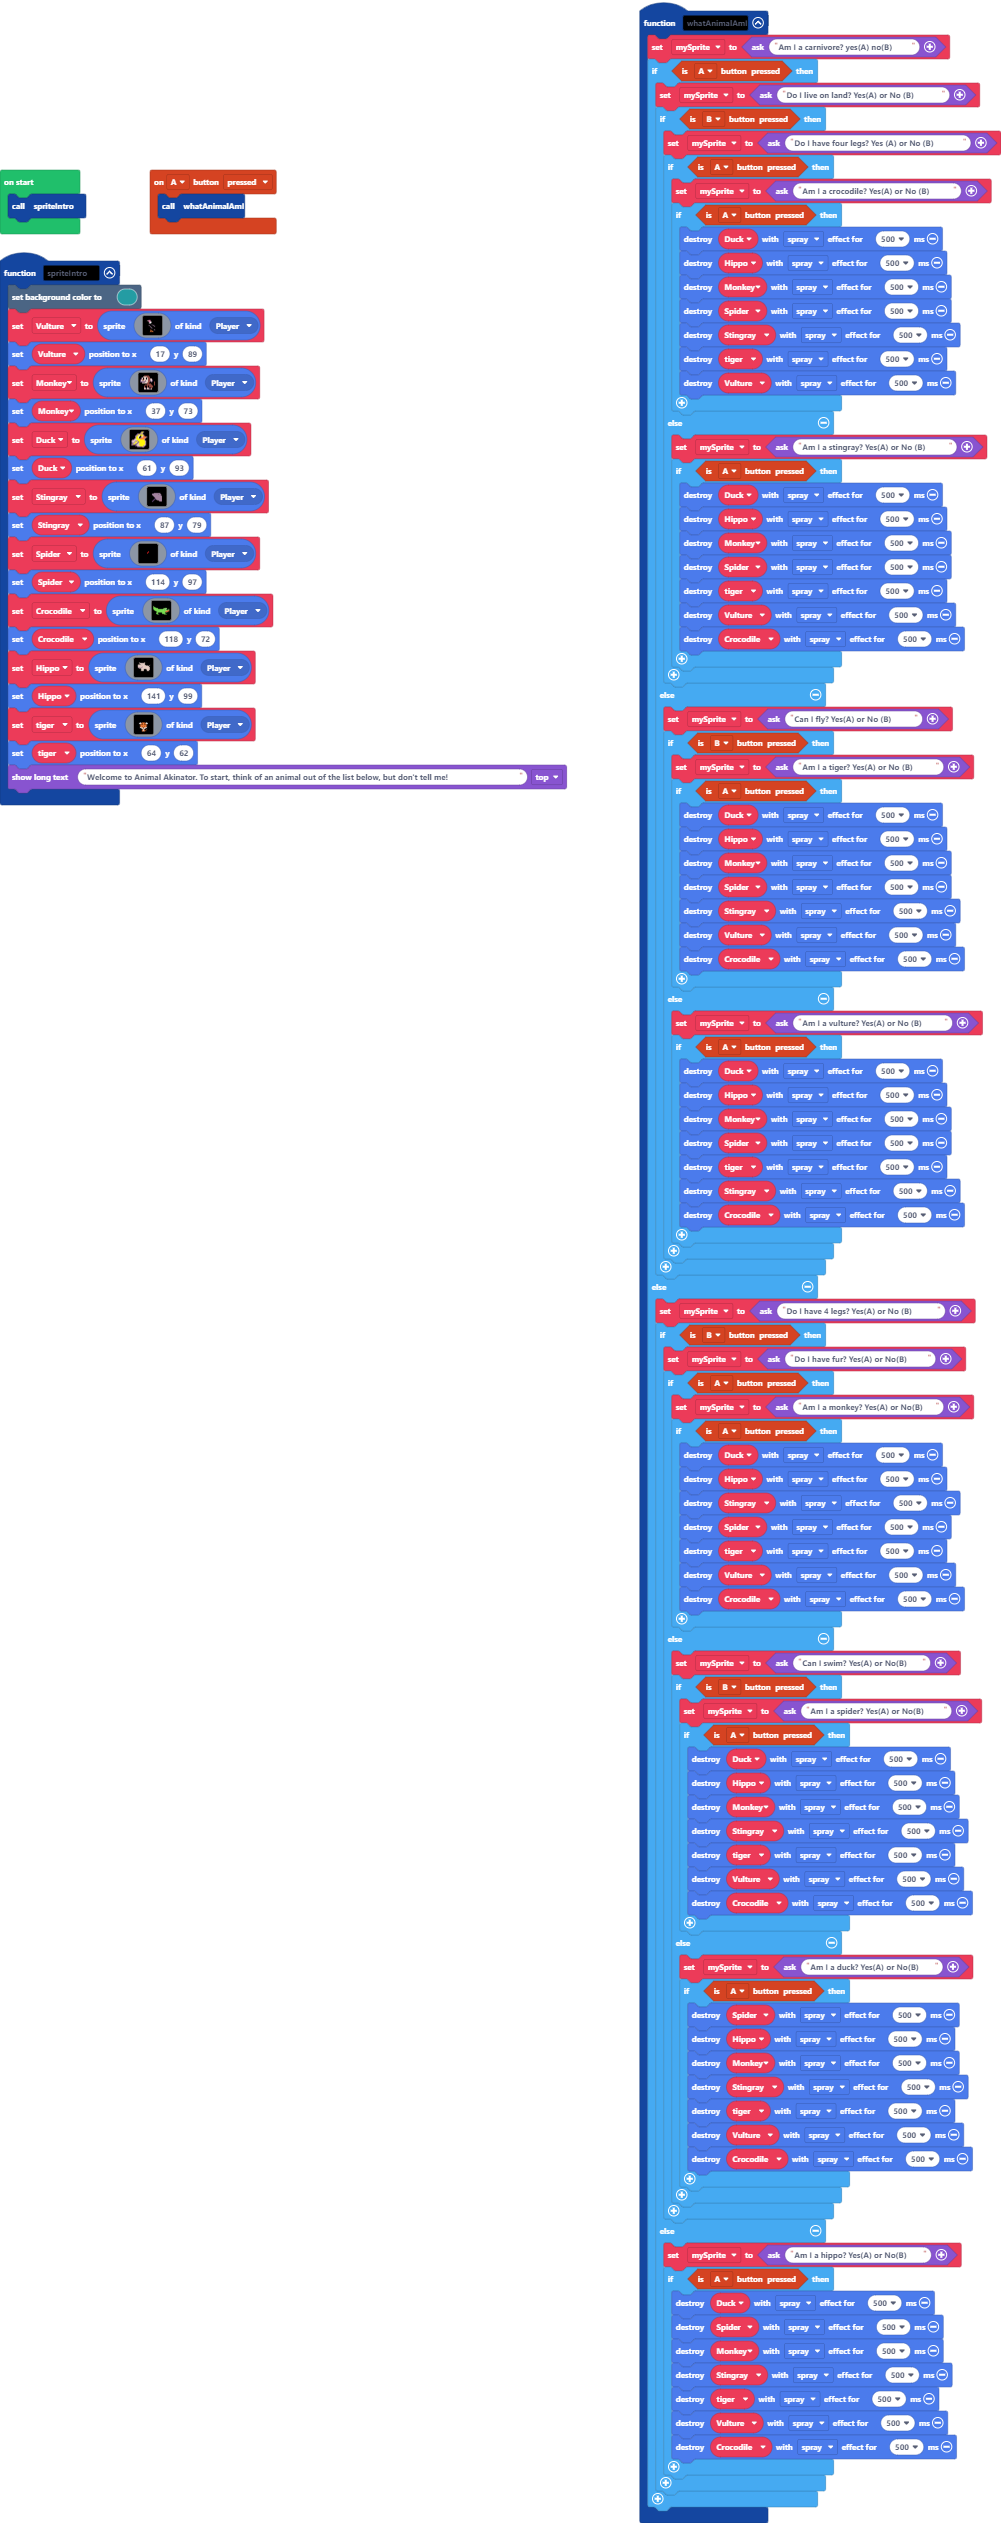 on start
call spriteIntro
on A button pressed
call whatAnimalAmI
function spriteIntro
set background color to
set Vulture to sprite of kind Player
set Vulture position to x 17 y 89
set Monkey to sprite of kind Player
set Monkey position to x 37 y 73
set Duck to sprite of kind Player
set Duck position to x 61 y 93
set Stingray to sprite of kind Player
set Stingray position to x 87 y 79
set Spider to sprite of kind Player
set Spider position to x 114 y 97
set Crocodile to sprite of kind Player
set Crocodile position to x 118 y 72
set Hippo to sprite of kind Player
set Hippo position to x 141 y 99
set tiger to sprite of kind Player
set tiger position to x 64 y 62
show long text "Welcome to Animal Akinator. To start, think of an animal out of the list below, but don't tell me!" top
function whatAnimalAmI
set mySprite to ask "Am I a carnivore? yes(A) no(B)"
if is A button pressed then
set mySprite to ask "Do I live on land? Yes(A) or No (B)"
if is B button pressed then
set mySprite to ask "Do I have four legs? Yes (A) or No (B)"
if is A button pressed then
set mySprite to ask "Am I a crocodile? Yes(A) or No (B)"
if is A button pressed then
destroy Duck with spray effect for 500 ms
destroy Hippo with spray effect for 500 ms
destroy Monkey with spray effect for 500 ms
destroy Spider with spray effect for 500 ms
destroy Stingray with spray effect for 500 ms
destroy tiger with spray effect for 500 ms
destroy Vulture with spray effect for 500 ms
else
set mySprite to ask "Am I a stingray? Yes(A) or No (B)"
if is A button pressed then
destroy Duck with spray effect for 500 ms
destroy Hippo with spray effect for 500 ms
destroy Monkey with spray effect for 500 ms
destroy Spider with spray effect for 500 ms
destroy tiger with spray effect for 500 ms
destroy Vulture with spray effect for 500 ms
destroy Crocodile with spray effect for 500 ms
else
set mySprite to ask "Can I fly? Yes(A) or No (B)"
if is B button pressed then
set mySprite to ask "Am I a tiger? Yes(A) or No (B)"
if is A button pressed then
destroy Duck with spray effect for 500 ms
destroy Hippo with spray effect for 500 ms
destroy Monkey with spray effect for 500 ms
destroy Spider with spray effect for 500 ms
destroy Stingray with spray effect for 500 ms
destroy Vulture with spray effect for 500 ms
destroy Crocodile with spray effect for 500 ms
else
set mySprite to ask "Am I a vulture? Yes(A) or No (B)"
if is A button pressed then
destroy Duck with spray effect for 500 ms
destroy Hippo with spray effect for 500 ms
destroy Monkey with spray effect for 500 ms
destroy Spider with spray effect for 500 ms
destroy tiger with spray effect for 500 ms
destroy Stingray with spray effect for 500 ms
destroy Crocodile with spray effect for 500 ms
else
set mySprite to ask "Do I have 4 legs? Yes(A) or No (B)"
if is B button pressed then
set mySprite to ask "Do I have fur? Yes(A) or No(B)"
if is A button pressed then
set mySprite to ask "Am I a monkey? Yes(A) or No(B)"
if is A button pressed then
destroy Duck with spray effect for 500 ms
destroy Hippo with spray effect for 500 ms
destroy Stingray with spray effect for 500 ms
destroy Spider with spray effect for 500 ms
destroy tiger with spray effect for 500 ms
destroy Vulture with spray effect for 500 ms
destroy Crocodile with spray effect for 500 ms
else
set mySprite to ask "Can I swim? Yes(A) or No(B)"
if is B button pressed then
set mySprite to ask "Am I a spider? Yes(A) or No(B)"
if is A button pressed then
destroy Duck with spray effect for 500 ms
destroy Hippo with spray effect for 500 ms
destroy Monkey with spray effect for 500 ms
destroy Stingray with spray effect for 500 ms
destroy tiger with spray effect for 500 ms
destroy Vulture with spray effect for 500 ms
destroy Crocodile with spray effect for 500 ms
else
set mySprite to ask "Am I a duck? Yes(A) or No(B)"
if is A button pressed then
destroy Spider with spray effect for 500 ms
destroy Hippo with spray effect for 500 ms
destroy Monkey with spray effect for 500 ms
destroy Stingray with spray effect for 500 ms
destroy tiger with spray effect for 500 ms
destroy Vulture with spray effect for 500 ms
destroy Crocodile with spray effect for 500 ms
else
set mySprite to ask "Am I a hippo? Yes(A) or No(B)"
if is A button pressed then
destroy Duck with spray effect for 500 ms
destroy Spider with spray effect for 500 ms
destroy Monkey with spray effect for 500 ms
destroy Stingray with spray effect for 500 ms
destroy tiger with spray effect for 500 ms
destroy Vulture with spray effect for 500 ms
destroy Crocodile with spray effect for 500 ms